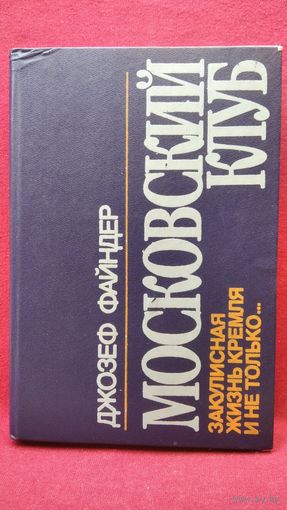 ДЖОЗЕФ ФАЙНДЕР
МОСКОВСКИЙ
КЛУБ
ЗАКУЛИСНАЯ
ЖИЗНЬ КРЕМЛЯ
И НЕ ТОЛЬКО...